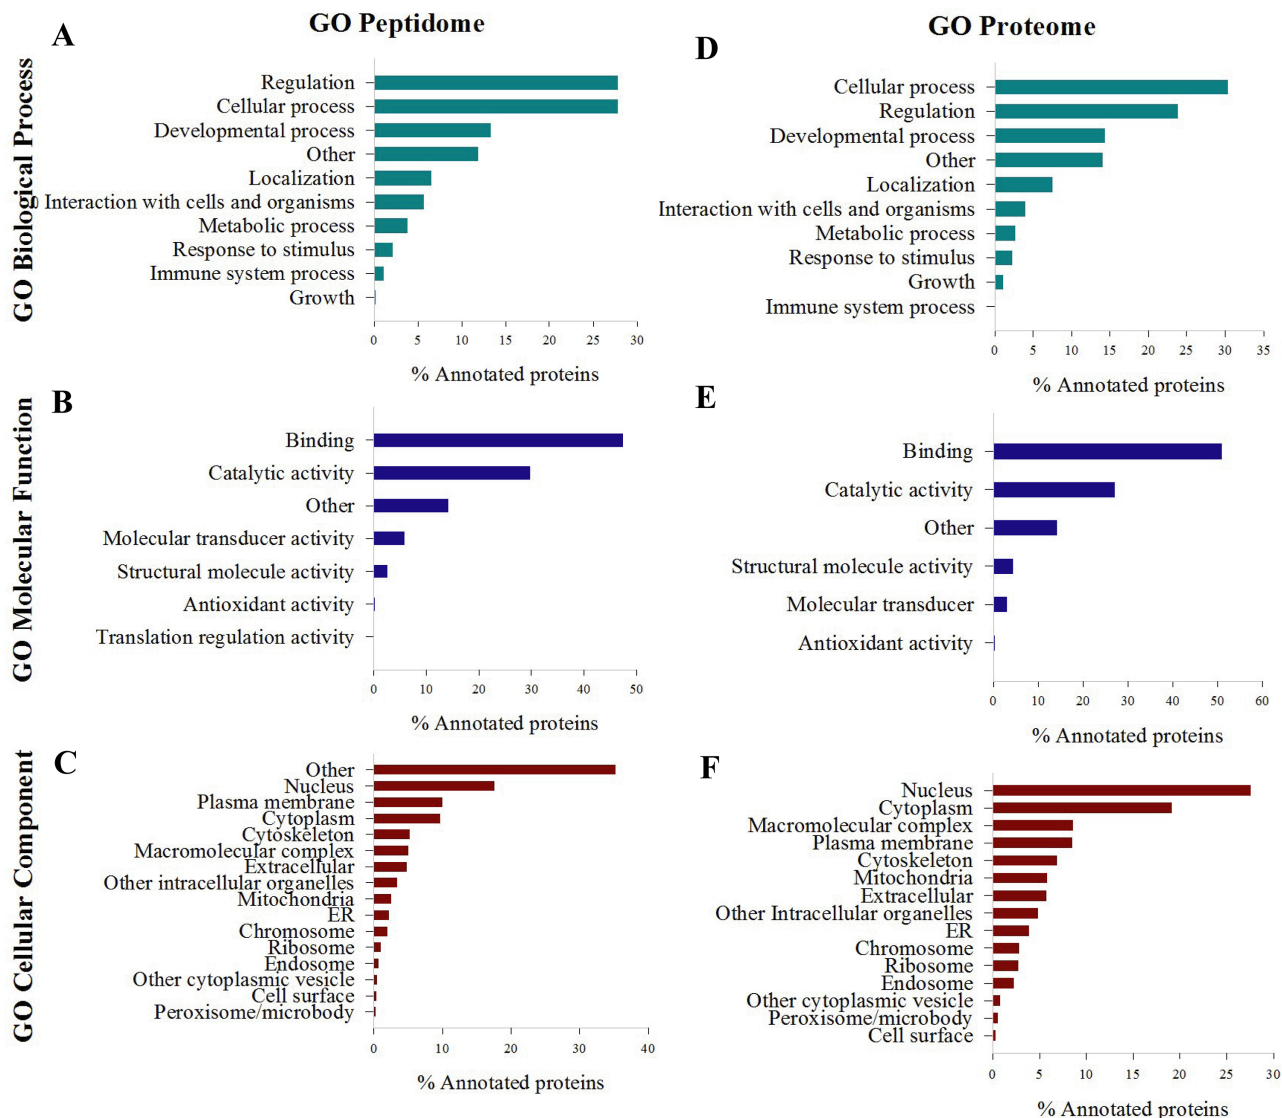 GO Peptidome
GO Proteome
GO Biological Process
A
Regulation
Cellular process
Developmental process
Other
Localization
Interaction with cells and organisms
Metabolic process
Response to stimulus
Immune system process
Growth
0 5 10 15 20 25 30
% Annotated proteins
D
Cellular process
Regulation
Developmental process
Other
Localization
Interaction with cells and organisms
Metabolic process
Response to stimulus
Growth
Immune system process
0 5 10 15 20 25 30 35
% Annotated proteins
GO Molecular Function
B
Binding
Catalytic activity
Other
Molecular transducer activity
Structural molecule activity
Antioxidant activity
Translation regulation activity
0 10 20 30 40 50
% Annotated proteins
E
Binding
Catalytic activity
Other
Structural molecule activity
Molecular transducer
Antioxidant activity
0 10 20 30 40 50 60
% Annotated proteins
GO Cellular Component
C
Other
Nucleus
Plasma membrane
Cytoplasm
Cytoskeleton
Macromolecular complex
Extracellular
Other intracellular organelles
Mitochondria
ER
Chromosome
Ribosome
Endosome
Other cytoplasmic vesicle
Cell surface
Peroxisome/microbody
0 10 20 30 40
% Annotated proteins
F
Nucleus
Cytoplasm
Macromolecular complex
Plasma membrane
Cytoskeleton
Mitochondria
Extracellular
Other Intracellular organelles
ER
Chromosome
Ribosome
Endosome
Other cytoplasmic vesicle
Peroxisome/microbody
Cell surface
0 5 10 15 20 25 30
% Annotated proteins